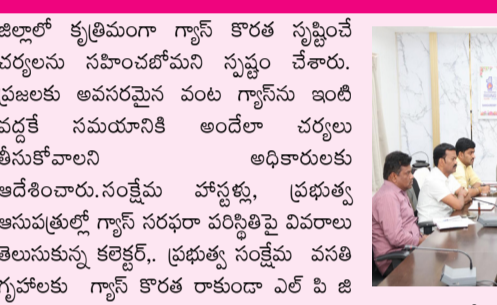 జిల్లాలో కృత్రిమంగా గ్యాస్ కొరత సృష్టించే
చర్యలను సహించబోమని స్పష్టం చేశారు.
ప్రజలకు అవసరమైన వంట గ్యాస్‌ను ఇంటి
వద్దకే సమయానికి అందేలా చర్యలు
తీసుకోవాలని అధికారులకు
ఆదేశించారు.సంక్షేమ హాస్టళ్లు, ప్రభుత్వ
ఆసుపత్రుల్లో గ్యాస్ సరఫరా పరిస్థితిపై వివరాలు
తెలుసుకున్న కలెక్టర్,. ప్రభుత్వ సంక్షేమ వసతి
గృహాలకు గ్యాస్ కొరత రాకుండా ఎల్ పి జి